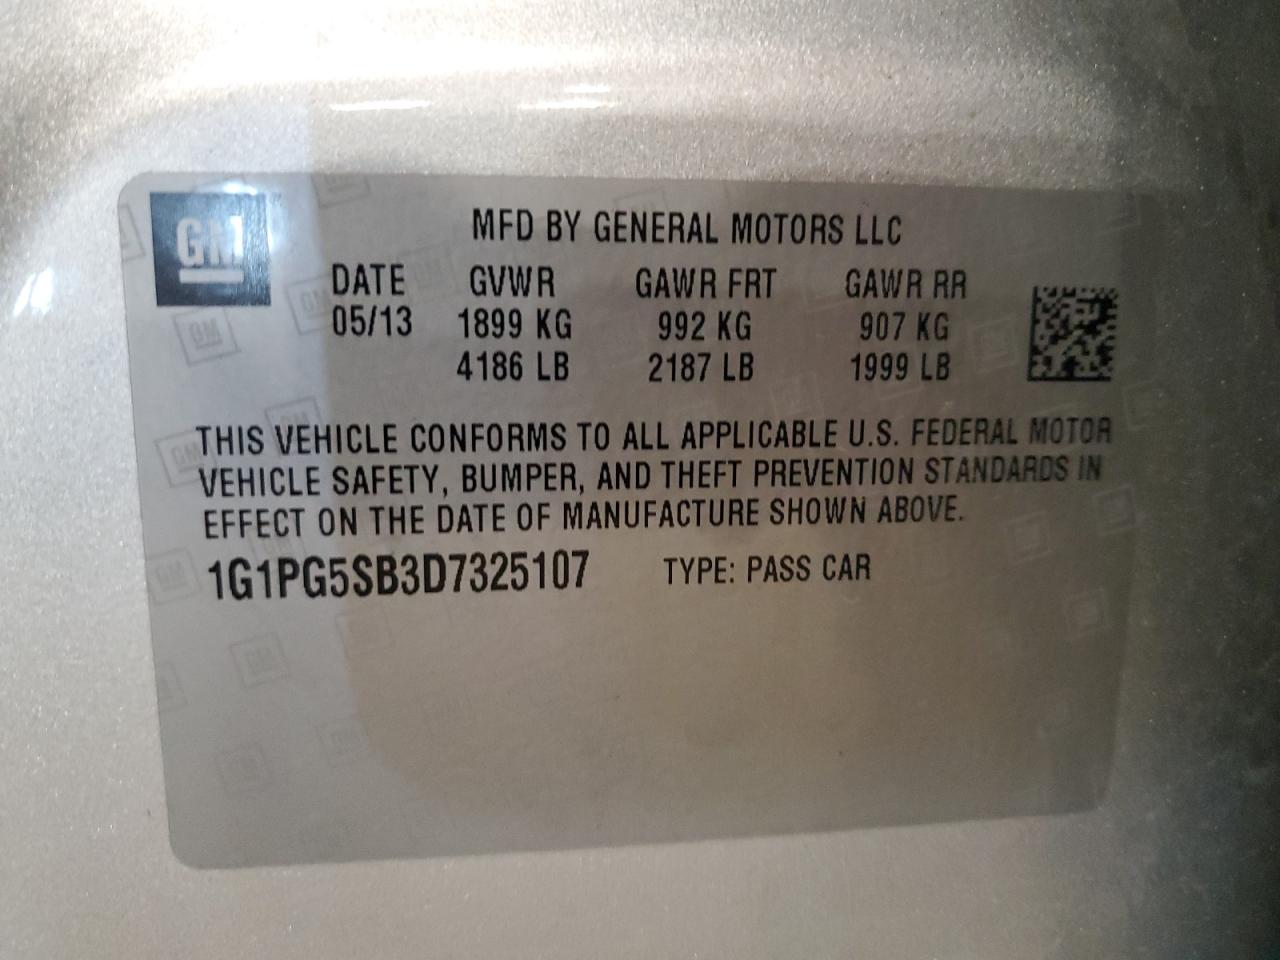 GM
MFD BY GENERAL MOTORS LLC
DATE GVWR GAWR FRT GAWR RR
05/13 1899 KG 992 KG 907 KG
4186 LB 2187 LB 1999 LB
THIS VEHICLE CONFORMS TO ALL APPLICABLE U.S. FEDERAL MOTOR
VEHICLE SAFETY, BUMPER, AND THEFT PREVENTION STANDARDS IN
EFFECT ON THE DATE OF MANUFACTURE SHOWN ABOVE.
1G1PG5SB3D7325107 TYPE: PASS CAR